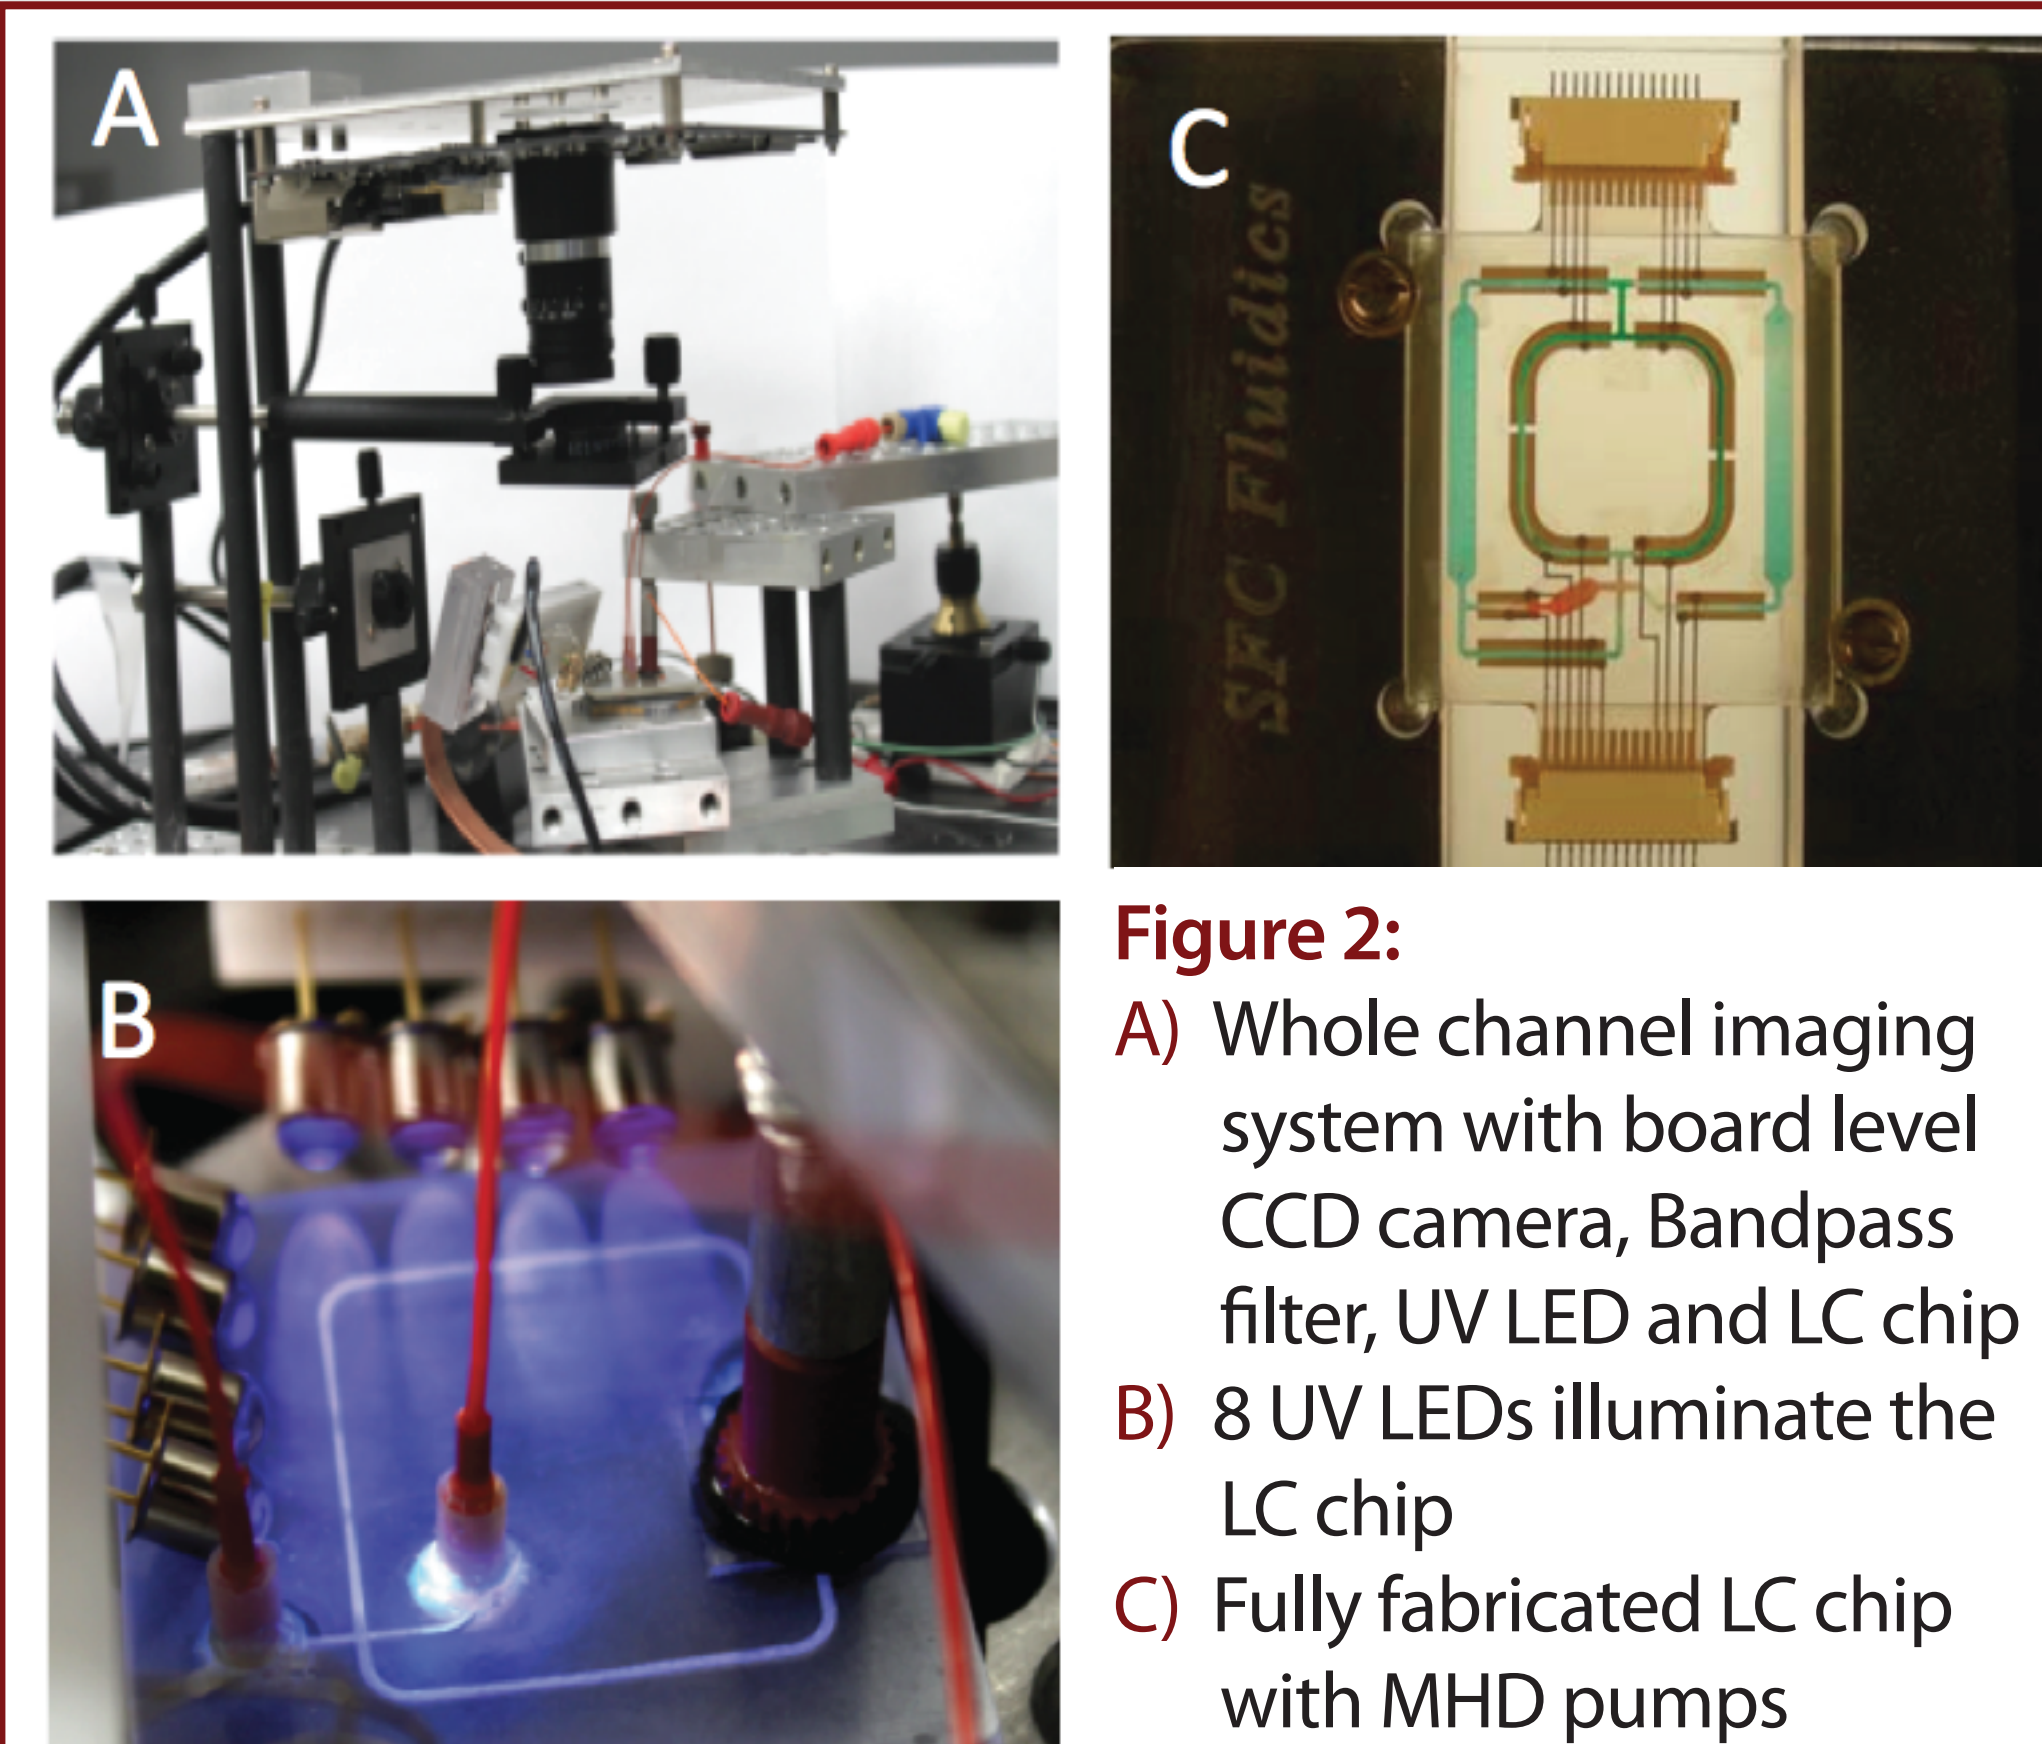 A
C
SFC Fluidics
B
Figure 2:
A) Whole channel imaging
system with board level
CCD camera, Bandpass
filter, UV LED and LC chip
B) 8 UV LEDs illuminate the
LC chip
C) Fully fabricated LC chip
with MHD pumps